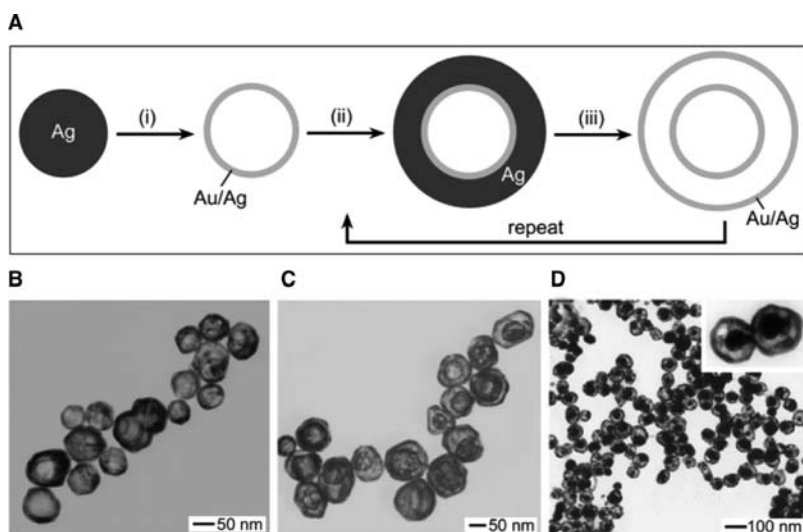 A
Ag
(i)
Au/Ag
(ii)
Ag
(iii)
Au/Ag
repeat
B
C
D
50 nm
50 nm
100 nm